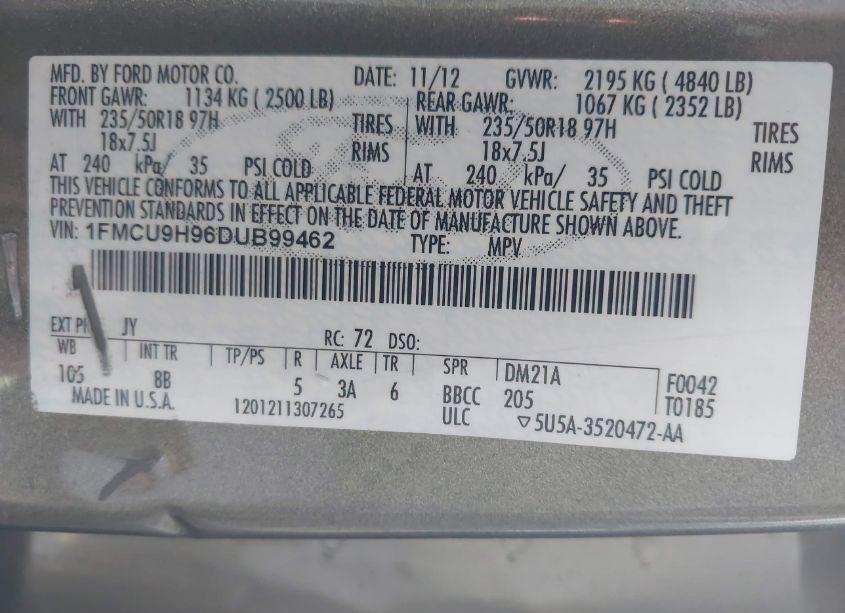 MFD. BY FORD MOTOR CO. DATE: 11/12 GVWR: 2195 KG ( 4840 LB)
FRONT GAWR: 1134 KG ( 2500 LB) REAR GAWR: 1067 KG ( 2352 LB)
WITH 235/50R18 97H TIRES WITH 235/50R18 97H TIRES
18x7.5J RIMS 18x7.5J RIMS
AT 240 kPa/ 35 PSI COLD AT 240 kPa/ 35 PSI COLD
THIS VEHICLE CONFORMS TO ALL APPLICABLE FEDERAL MOTOR VEHICLE SAFETY AND THEFT
PREVENTION STANDARDS IN EFFECT ON THE DATE OF MANUFACTURE SHOWN ABOVE.
VIN: 1FMCU9H96DUB99462 TYPE: MPV
EXT JY RC: 72 DSO:
WB INT TR TP/PS R AXLE TR SPR DM21A F0042
105 8B 5 3A 6 BBCC 205 T0185
MADE IN U.S.A. 1201211307265 ULC ▽5U5A-3520472-AA